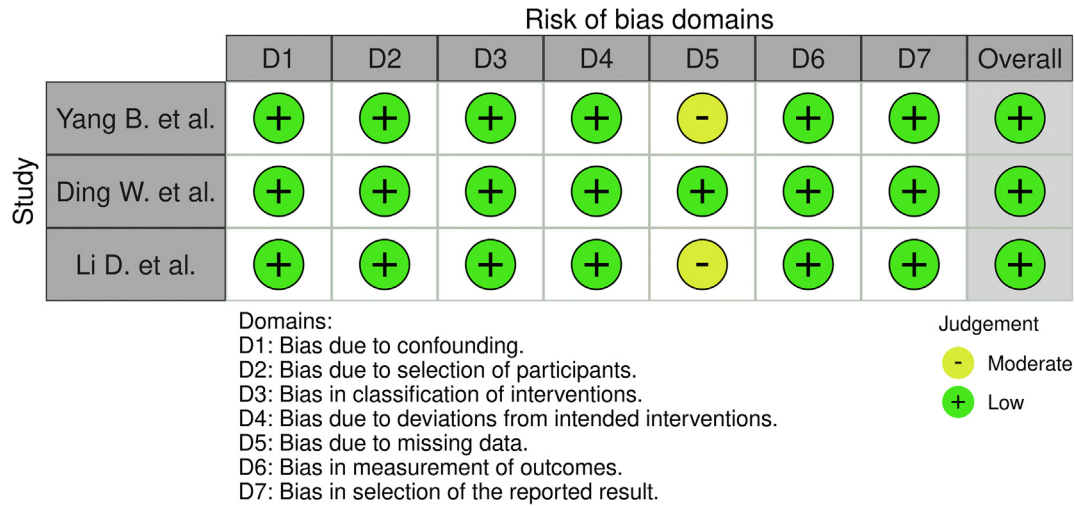 Risk of bias domains
D1 D2 D3 D4 D5 D6 D7 Overall
Study
Yang B. et al. + + + + - + + +
Ding W. et al. + + + + + + + +
Li D. et al. + + + + - + + +
Domains:
D1: Bias due to confounding.
D2: Bias due to selection of participants.
D3: Bias in classification of interventions.
D4: Bias due to deviations from intended interventions.
D5: Bias due to missing data.
D6: Bias in measurement of outcomes.
D7: Bias in selection of the reported result.
Judgement
- Moderate
+ Low